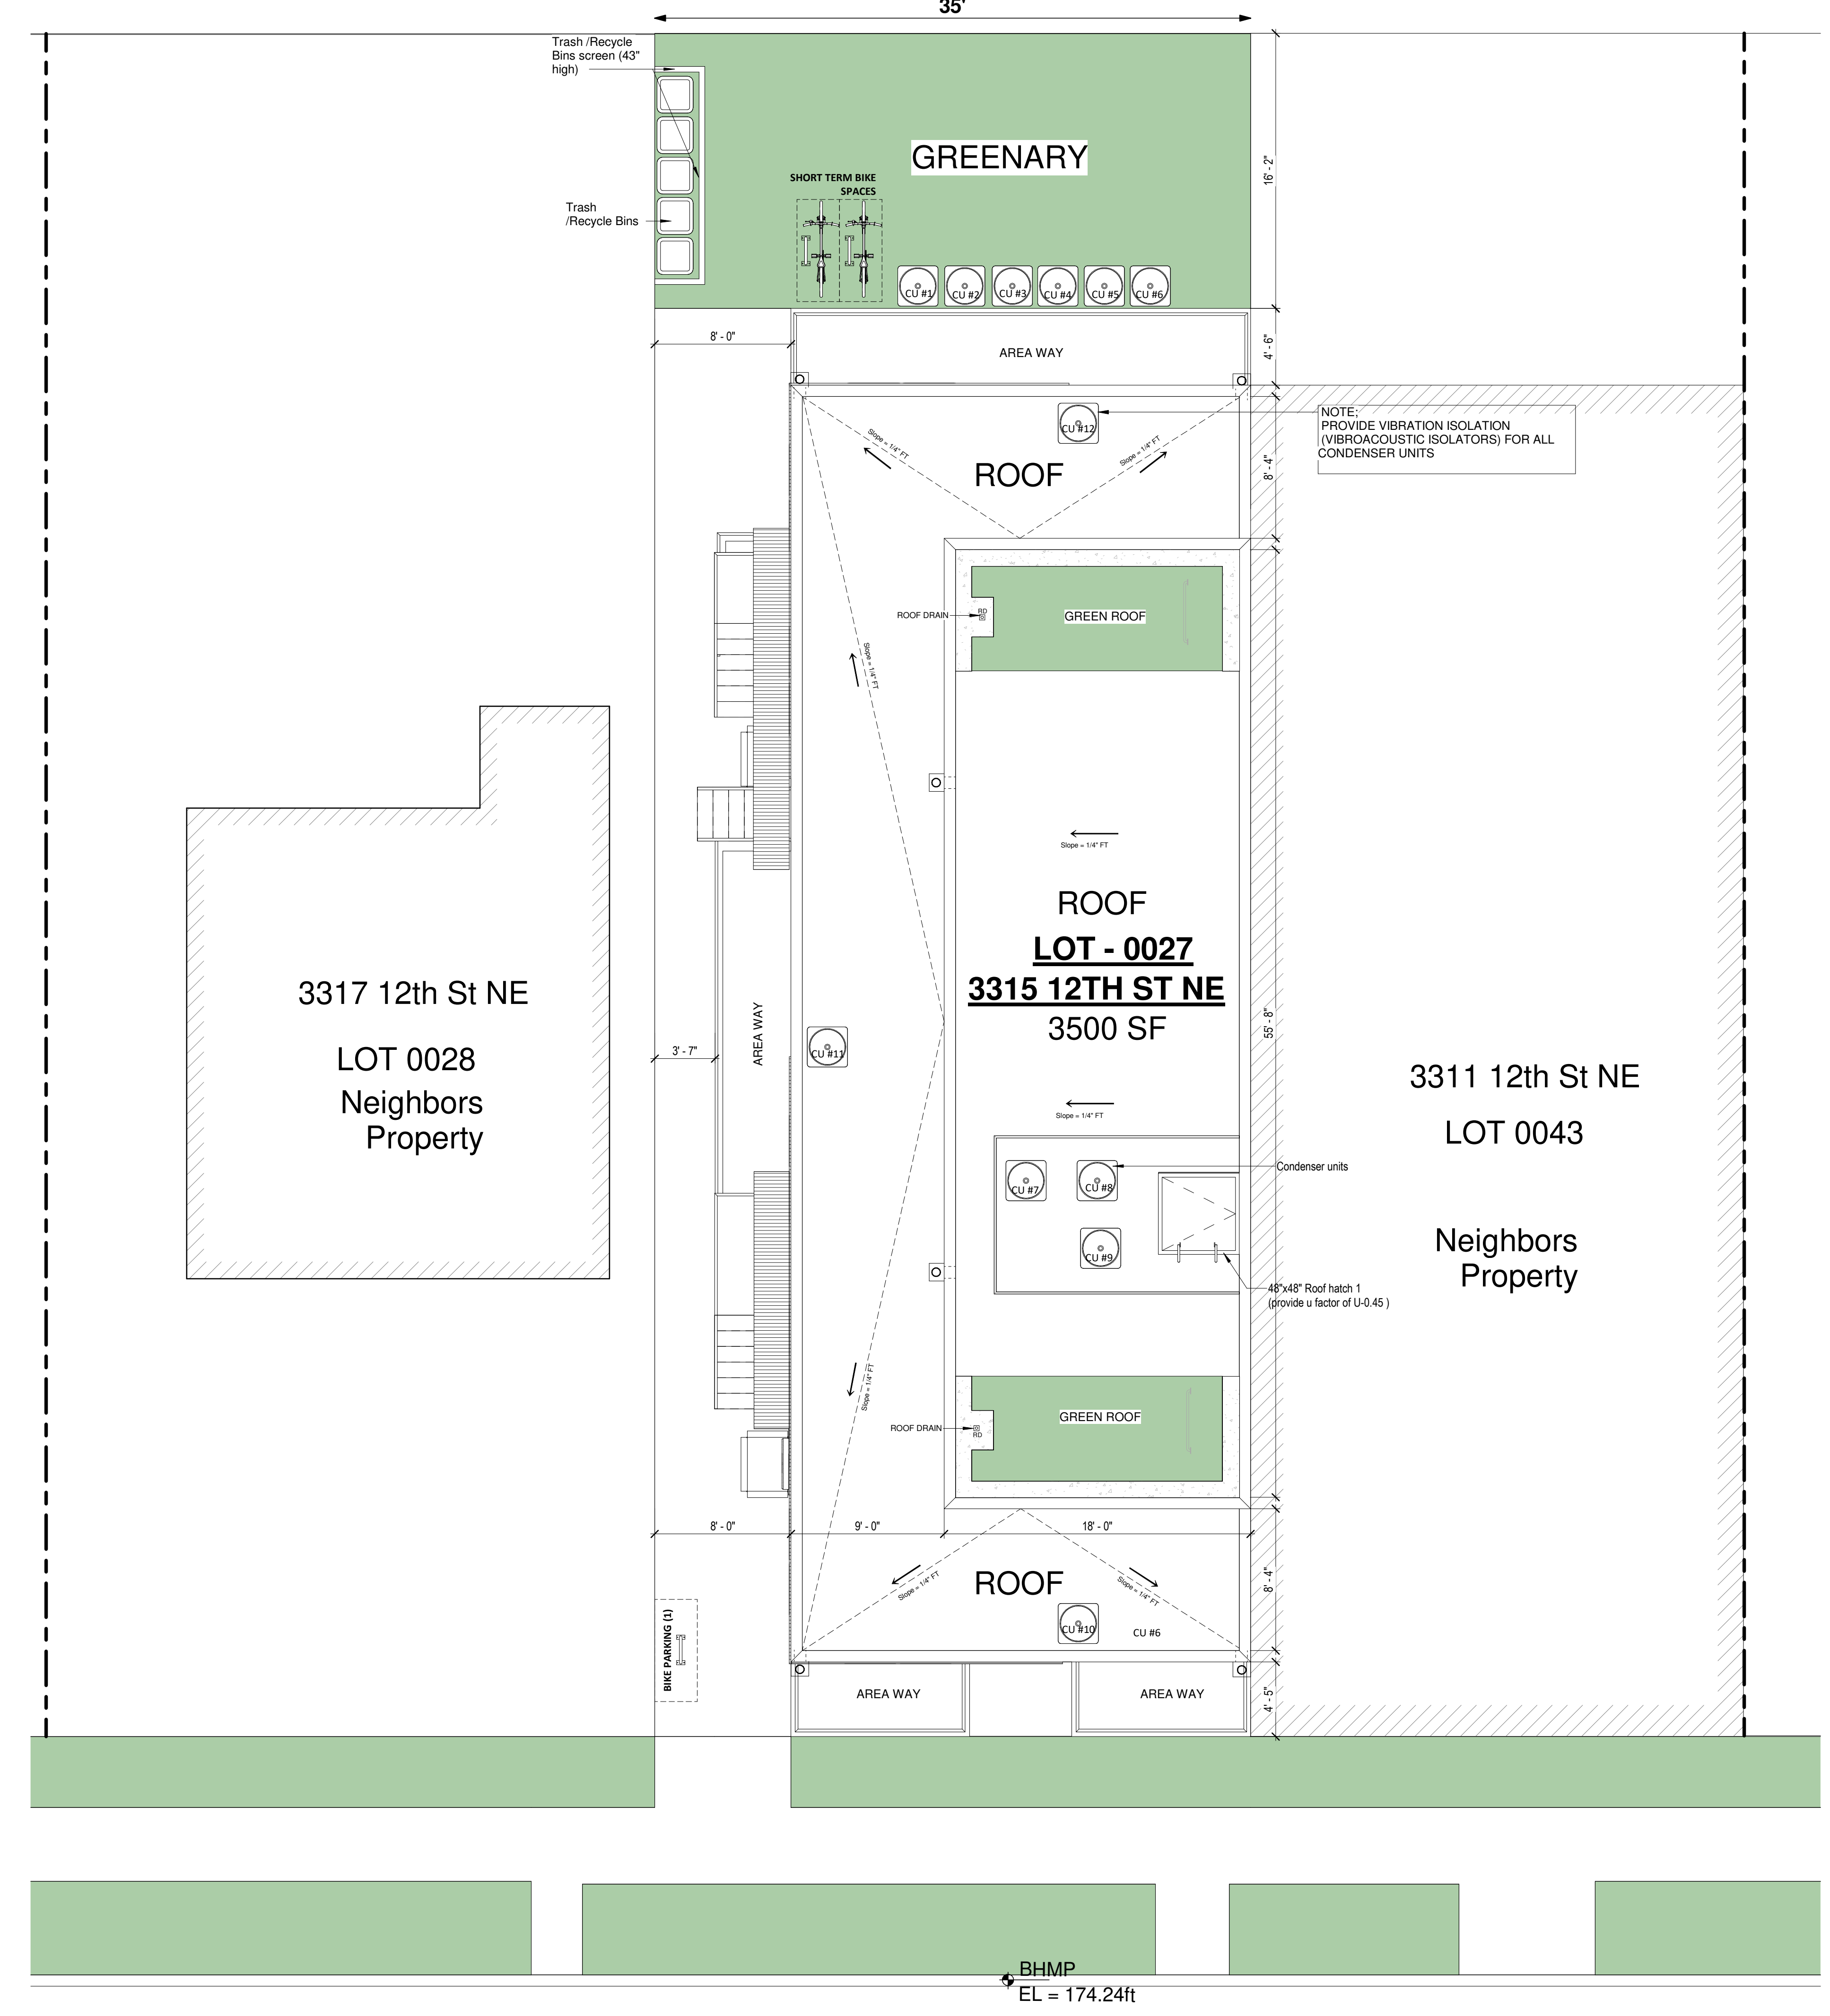 35'
Trash /Recycle
Bins screen (43"
high)
GREENARY
16' - 2"
SHORT TERM BIKE
SPACES
Trash
/Recycle Bins
CU #1
CU #2
CU #3
CU #4
CU #5
CU #6
8' - 0"
AREA WAY
4' - 6"
NOTE;
PROVIDE VIBRATION ISOLATION
(VIBROACOUSTIC ISOLATORS) FOR ALL
CONDENSER UNITS
CU #12
Slope = 1/4" FT
Slope = 1/4" FT
ROOF
8' - 4"
ROOF DRAIN
RD
GREEN ROOF
Slope = 1/4" FT
Slope = 1/4" FT
ROOF
LOT - 0027
3315 12TH ST NE
3500 SF
55' - 8"
3317 12th St NE
LOT 0028
Neighbors
Property
3' - 7"
AREA WAY
CU #11
3311 12th St NE
LOT 0043
Neighbors
Property
Slope = 1/4" FT
Condenser units
CU #7
CU #8
CU #9
48"x48" Roof hatch 1
(provide u factor of U-0.45 )
Slope = 1/4" FT
GREEN ROOF
ROOF DRAIN
RD
8' - 0"
9' - 0"
18' - 0"
Slope = 1/4" FT
Slope = 1/4" FT
ROOF
8' - 4"
CU #10
CU #6
BIKE PARKING (1)
AREA WAY
AREA WAY
4' - 5"
BHMP
EL = 174.24ft